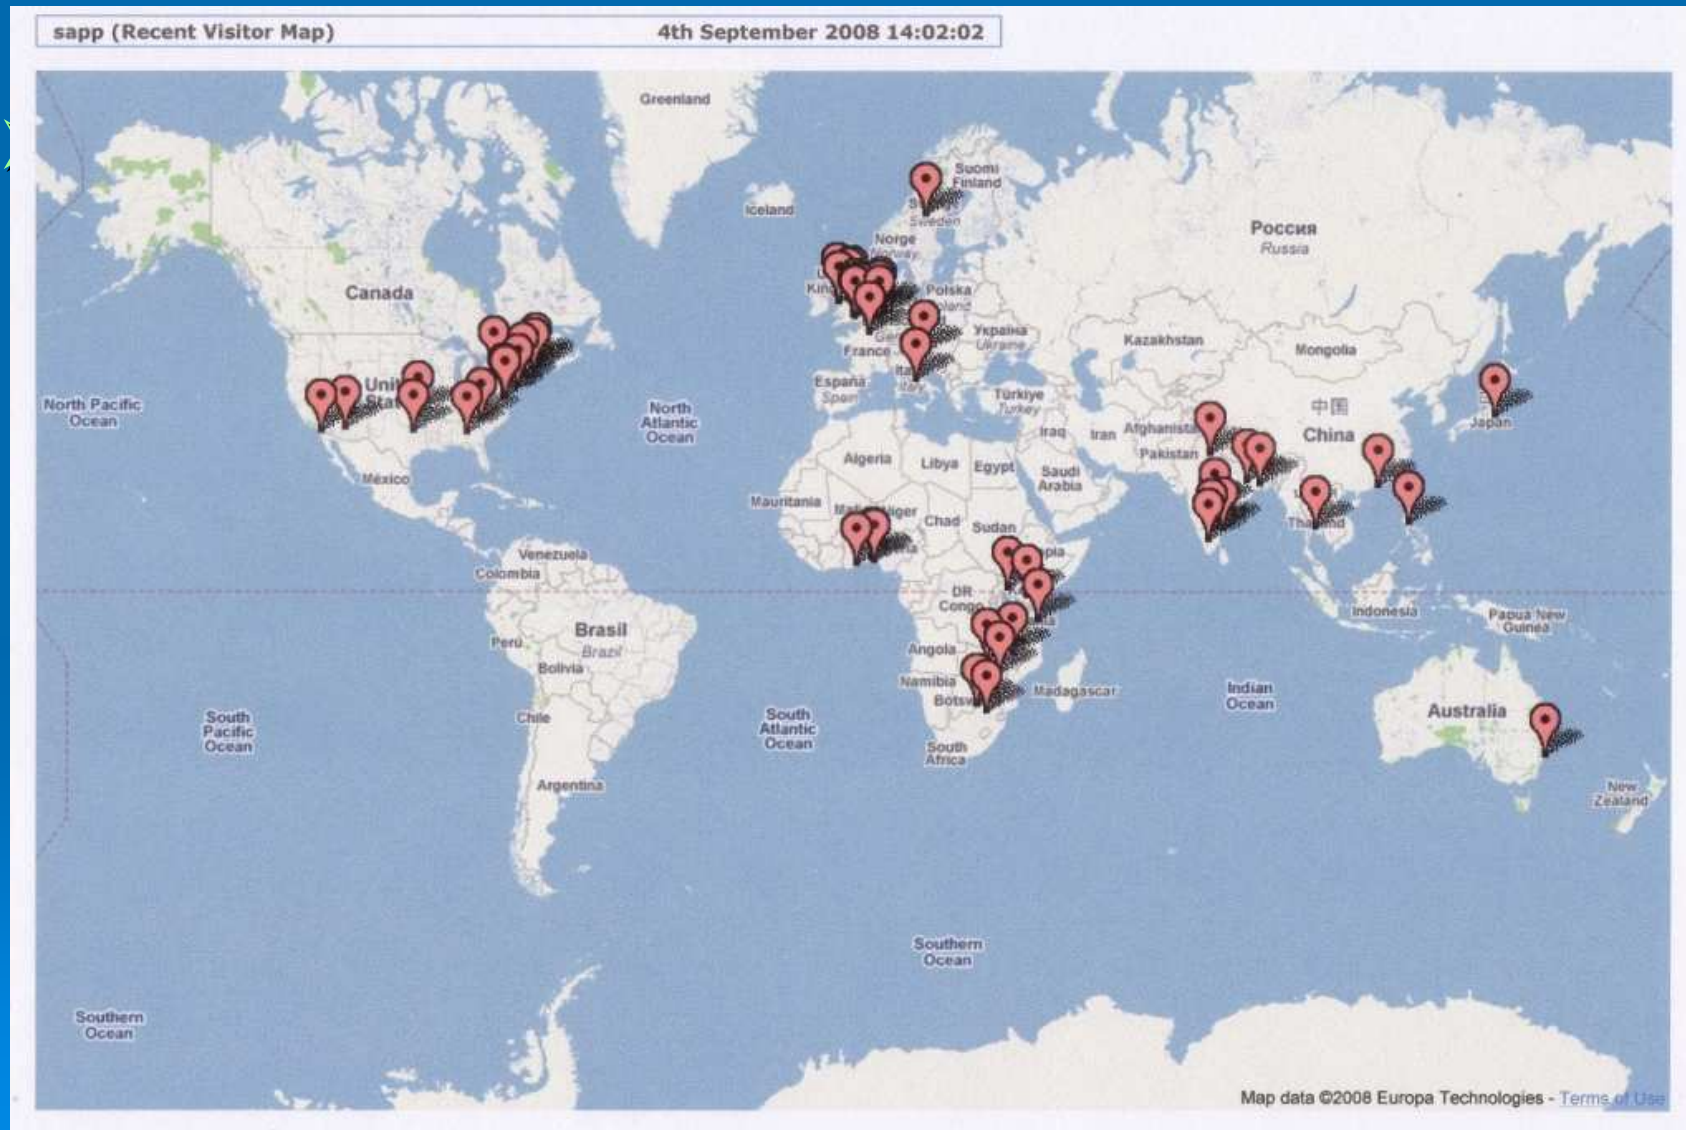 sapp (Recent Visitor Map) 4th September 2008 14:02:02
Greenland
Suomi
Finland
Iceland
Sweden
Norge
Norway
Россия
Russia
Canada
Polska
Україна
Ukraine
Kazakhstan
Mongolia
France
España
Spain
Italy
Türkiye
Turkey
North Pacific
Ocean
North
Atlantic
Ocean
中国
China
Japan
Iraq
Iran
Pakistan
México
Algeria
Libya
Egypt
Saudi
Arabia
Mauritania
Chad
Sudan
Venezuela
Colombia
DR
Congo
Indonesia
Papua New
Guinea
Perú
Brasil
Brazil
Bolivia
Angola
Namibia
Madagascar
Indian
Ocean
South
Pacific
Ocean
Chile
South
Atlantic
Ocean
Australia
South
Africa
Argentina
New
Zealand
Southern
Ocean
Southern
Ocean
Map data ©2008 Europa Technologies - Terms of Use